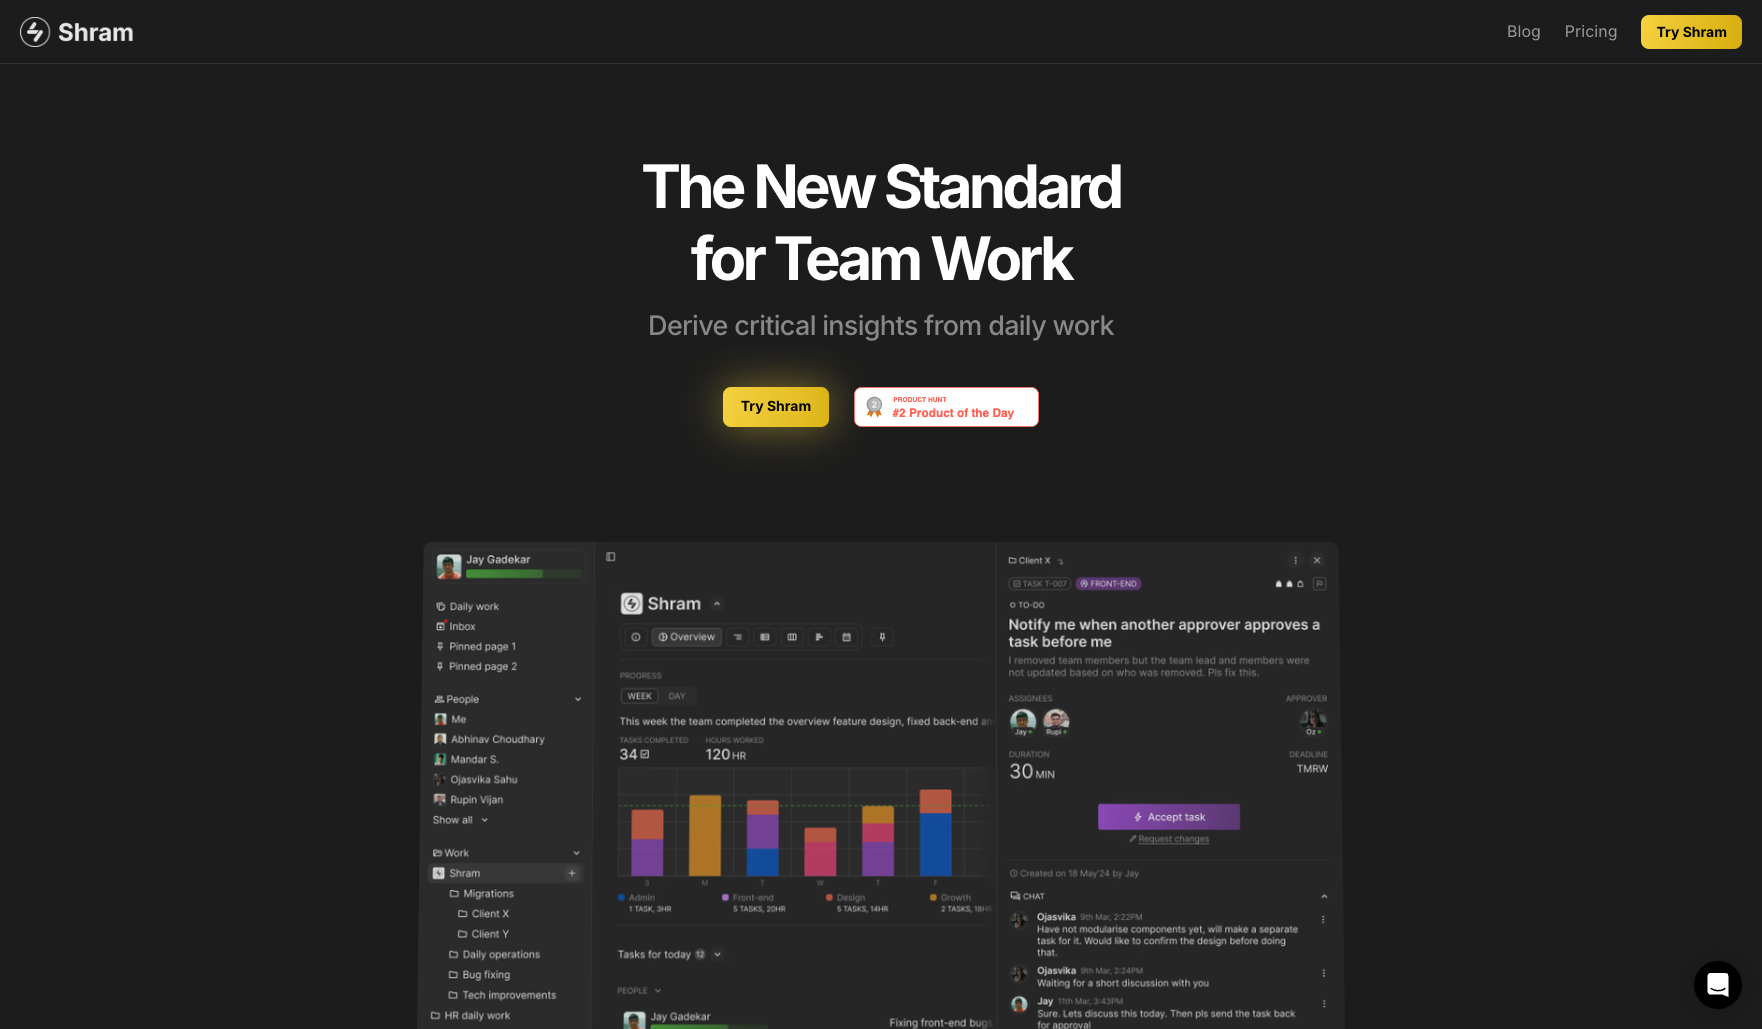 Shram
Blog
Pricing
Try Shram
The New Standard
for Team Work
Derive critical insights from daily work
Try Shram
2
PRODUCT HUNT
#2 Product of the Day
Jay Gadekar
Daily work
Inbox
Pinned page 1
Pinned page 2
People
Me
Abhinav Choudhary
Mandar S.
Ojasvika Sahu
Rupin Vijan
Show all
Work
Shram
Migrations
Client X
Client Y
Daily operations
Bug fixing
Tech improvements
HR daily work
Shram
Overview
PROGRESS
WEEK
DAY
This week the team completed the overview feature design, fixed back-end an
TASKS COMPLETED
HOURS WORKED
34
120 HR
S M T W T F
Admin
1 TASK, 3HR
Front-end
5 TASKS, 20HR
Design
5 TASKS, 14HR
Growth
2 TASKS, 18HR
Tasks for today 12
PEOPLE
Jay Gadekar
Fixing front-end bugs
Client X
TASK T-007
FRONT-END
TO-DO
Notify me when another approver approves a
task before me
I removed team members but the team lead and members were
not updated based on who was removed. Pls fix this.
ASSIGNEES
APPROVER
Jay
Rupi
Oz
DURATION
DEADLINE
30 MIN
TMRW
Accept task
Request changes
Created on 18 May'24 by Jay
CHAT
Ojasvika 9th Mar, 2:22PM
Have not modularise components yet, will make a separate
task for it. Would like to confirm the design before doing
that.
Ojasvika 9th Mar, 2:24PM
Waiting for a short discussion with you
Jay 11th Mar, 3:43PM
Sure. Lets discuss this today. Then pls send the task back
for approval